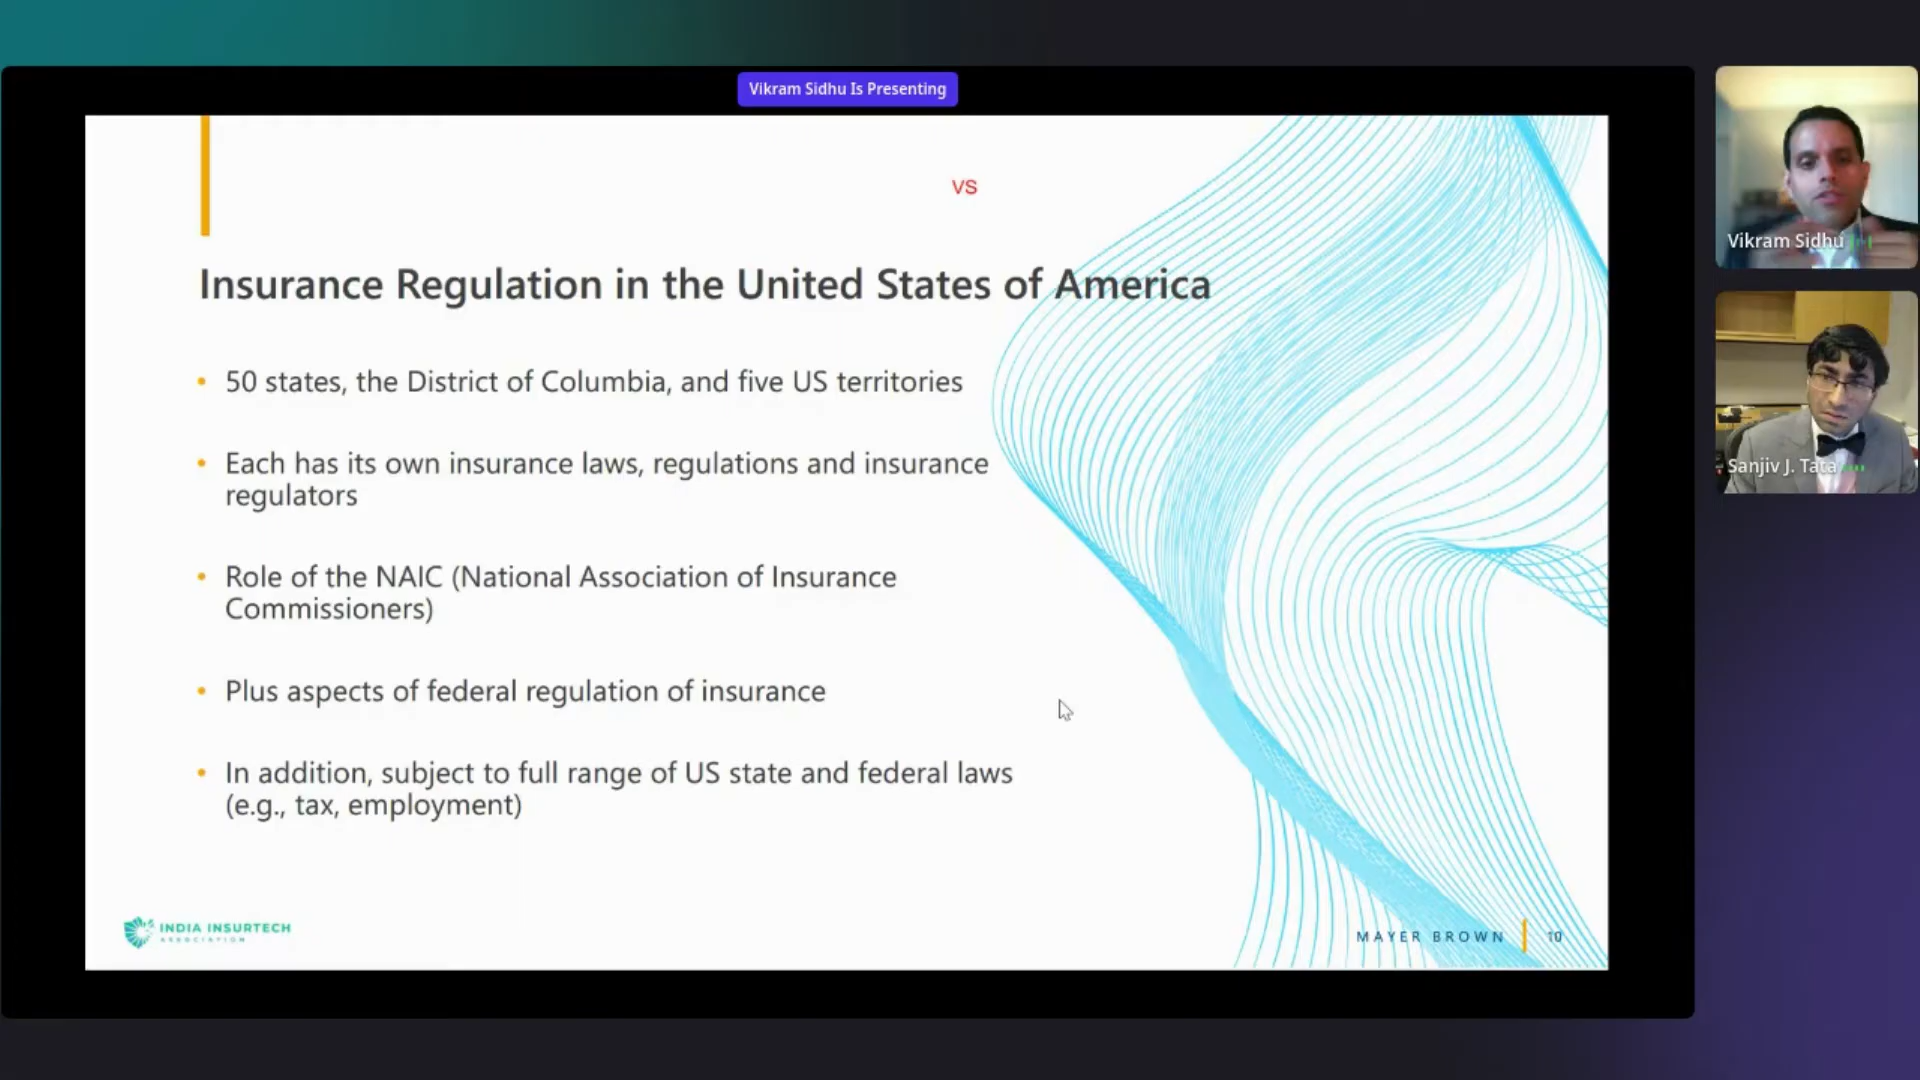 Vikram Sidhu Is Presenting
VS
Insurance Regulation in the United States of America
• 50 states, the District of Columbia, and five US territories
• Each has its own insurance laws, regulations and insurance
regulators
• Role of the NAIC (National Association of Insurance
Commissioners)
• Plus aspects of federal regulation of insurance
• In addition, subject to full range of US state and federal laws
(e.g., tax, employment)
INDIA INSURTECH
ASSOCIATION
MAYER BROWN
10
Vikram Sidhu
Sanjiv J. Tata